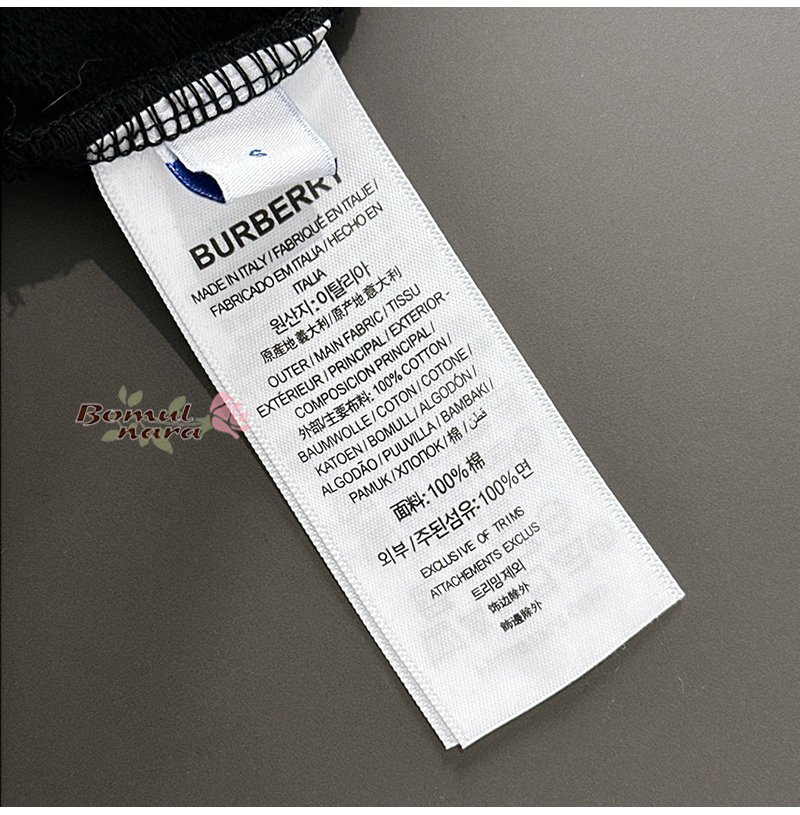 S
BURBERRY
MADE IN ITALY / FABRIQUÉ EN ITALIE /
FABRICADO EM ITALIA / HECHO EN
ITALIA
원산지: 이탈리아
原産地 義大利 / 原产地 意大利
OUTER / MAIN FABRIC / TISSU
EXTÉRIEUR / PRINCIPAL / EXTERIOR -
COMPOSICION PRINCIPAL /
外部/主要布料: 100% COTTON /
BAUMWOLLE / COTON / COTONE /
KATOEN / BOMULL / ALGODÓN /
ALGODÃO / PUUVILLA / BAMBAKI /
PAMUK / ХЛОПОК / 棉 / قطن /
面料: 100% 棉
외부 / 주된섬유: 100% 면
EXCLUSIVE OF TRIMS
ATTACHEMENTS EXCLUS
트리밍 제외
饰边除外
飾邊除外
Bomul
nara